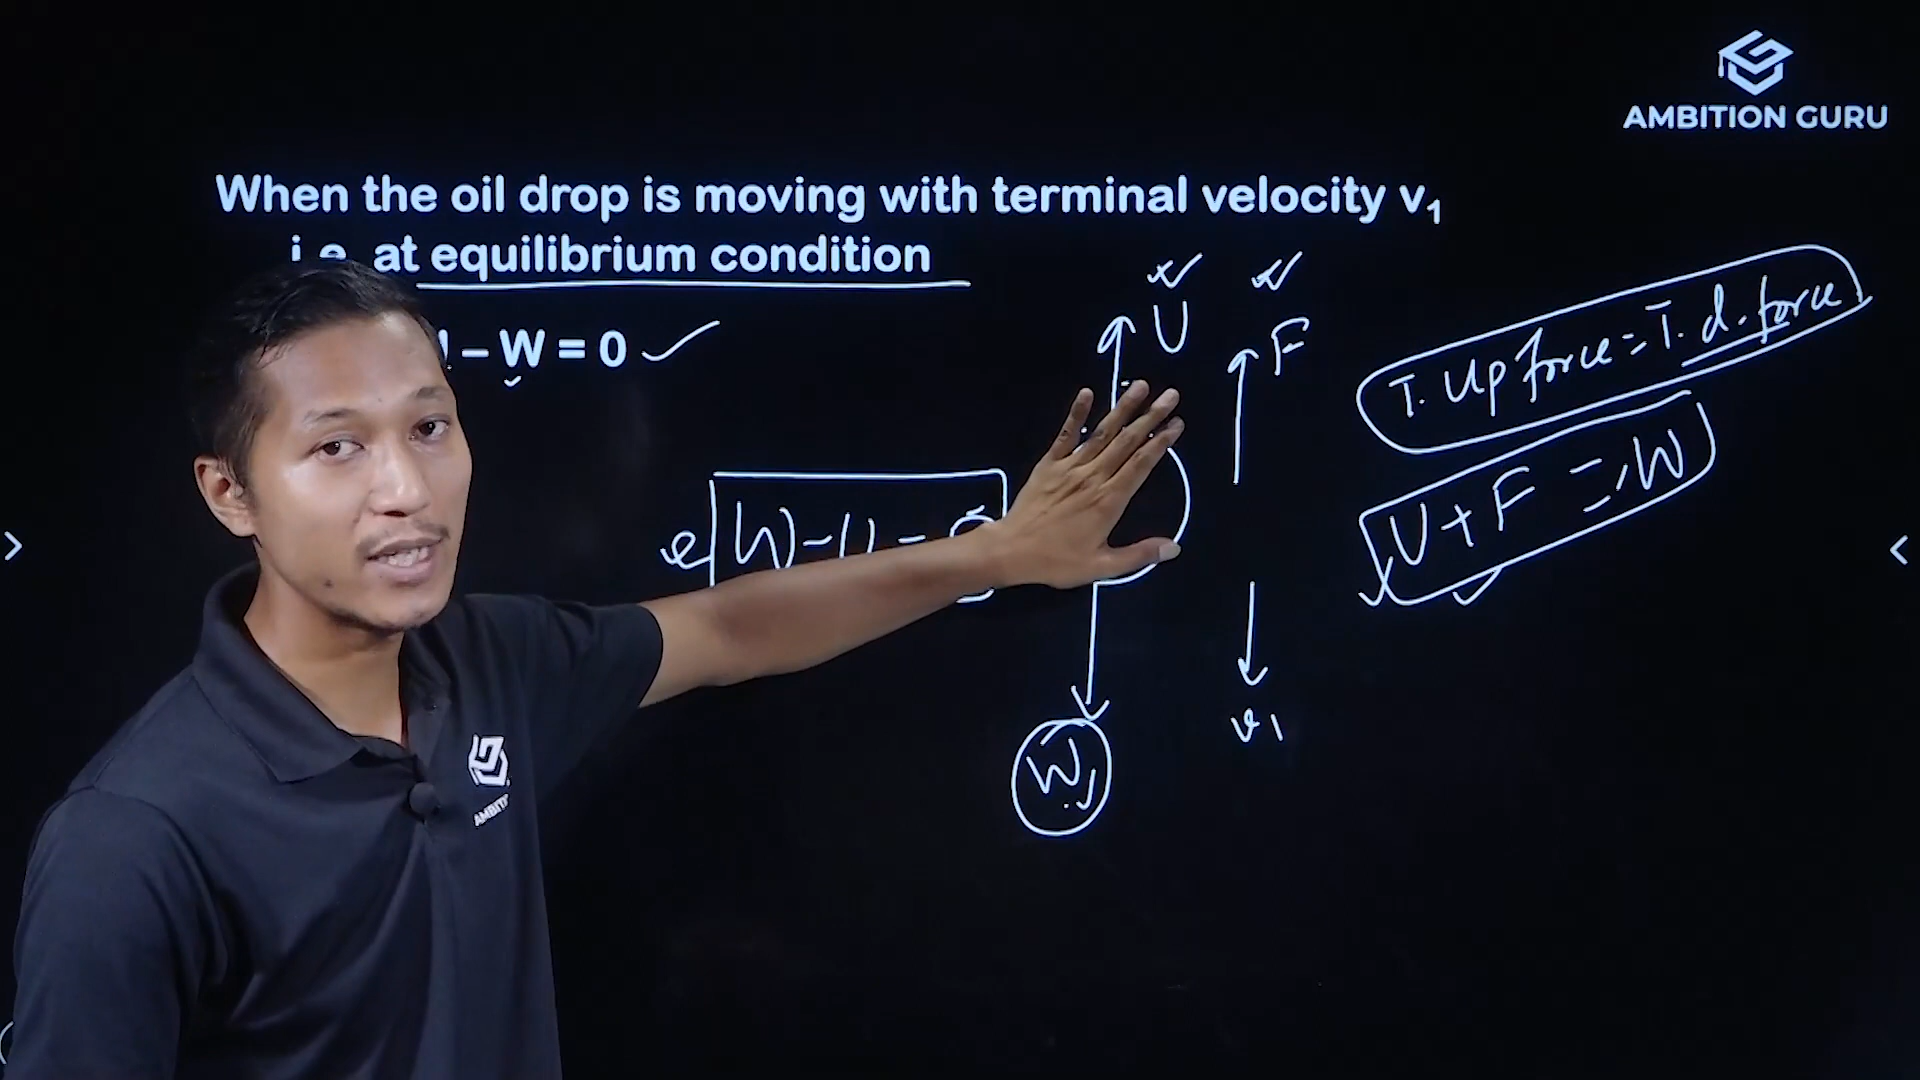 AMBITION GURU
When the oil drop is moving with terminal velocity v₁
i.e. at equilibrium condition
– W = 0
U
F
T. Up force = T. d. force
U + F = W
W – U =
W
v₁